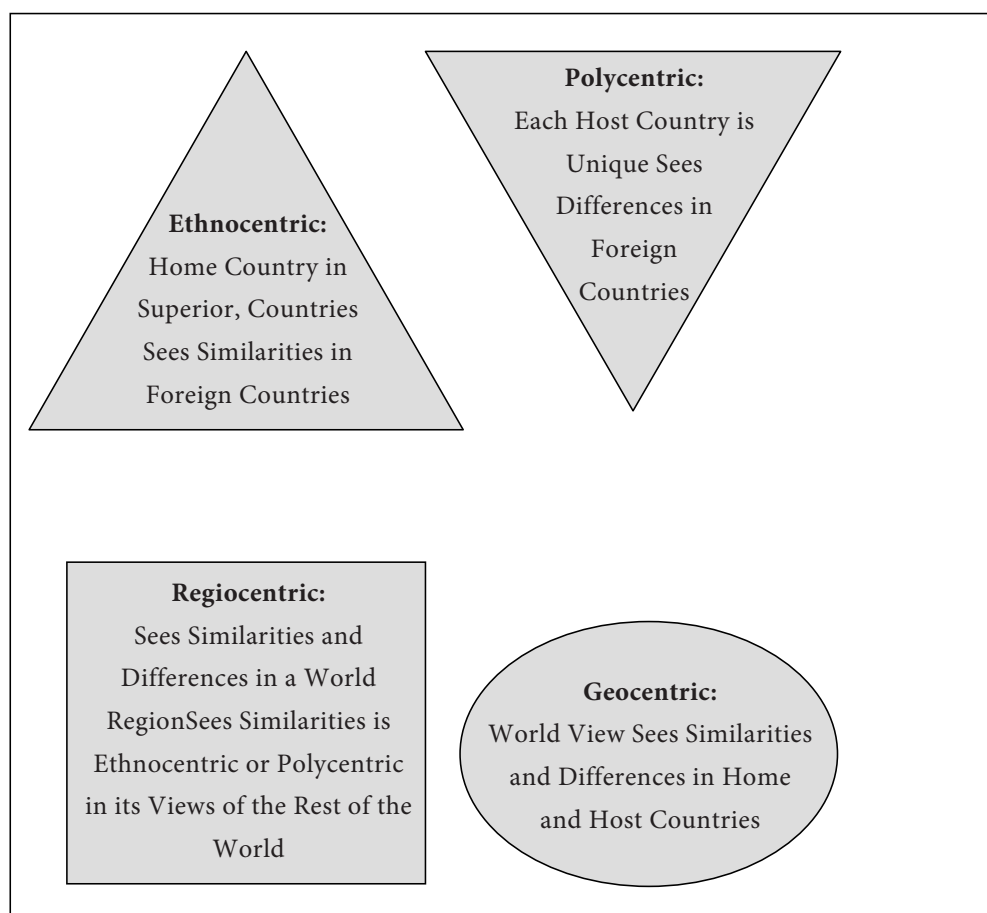 Ethnocentric:
Home Country in
Superior, Countries
Sees Similarities in
Foreign Countries
Polycentric:
Each Host Country is
Unique Sees
Differences in
Foreign
Countries
Regiocentric:
Sees Similarities and
Differences in a World
RegionSees Similarities is
Ethnocentric or Polycentric
in its Views of the Rest of the
World
Geocentric:
World View Sees Similarities
and Differences in Home
and Host Countries